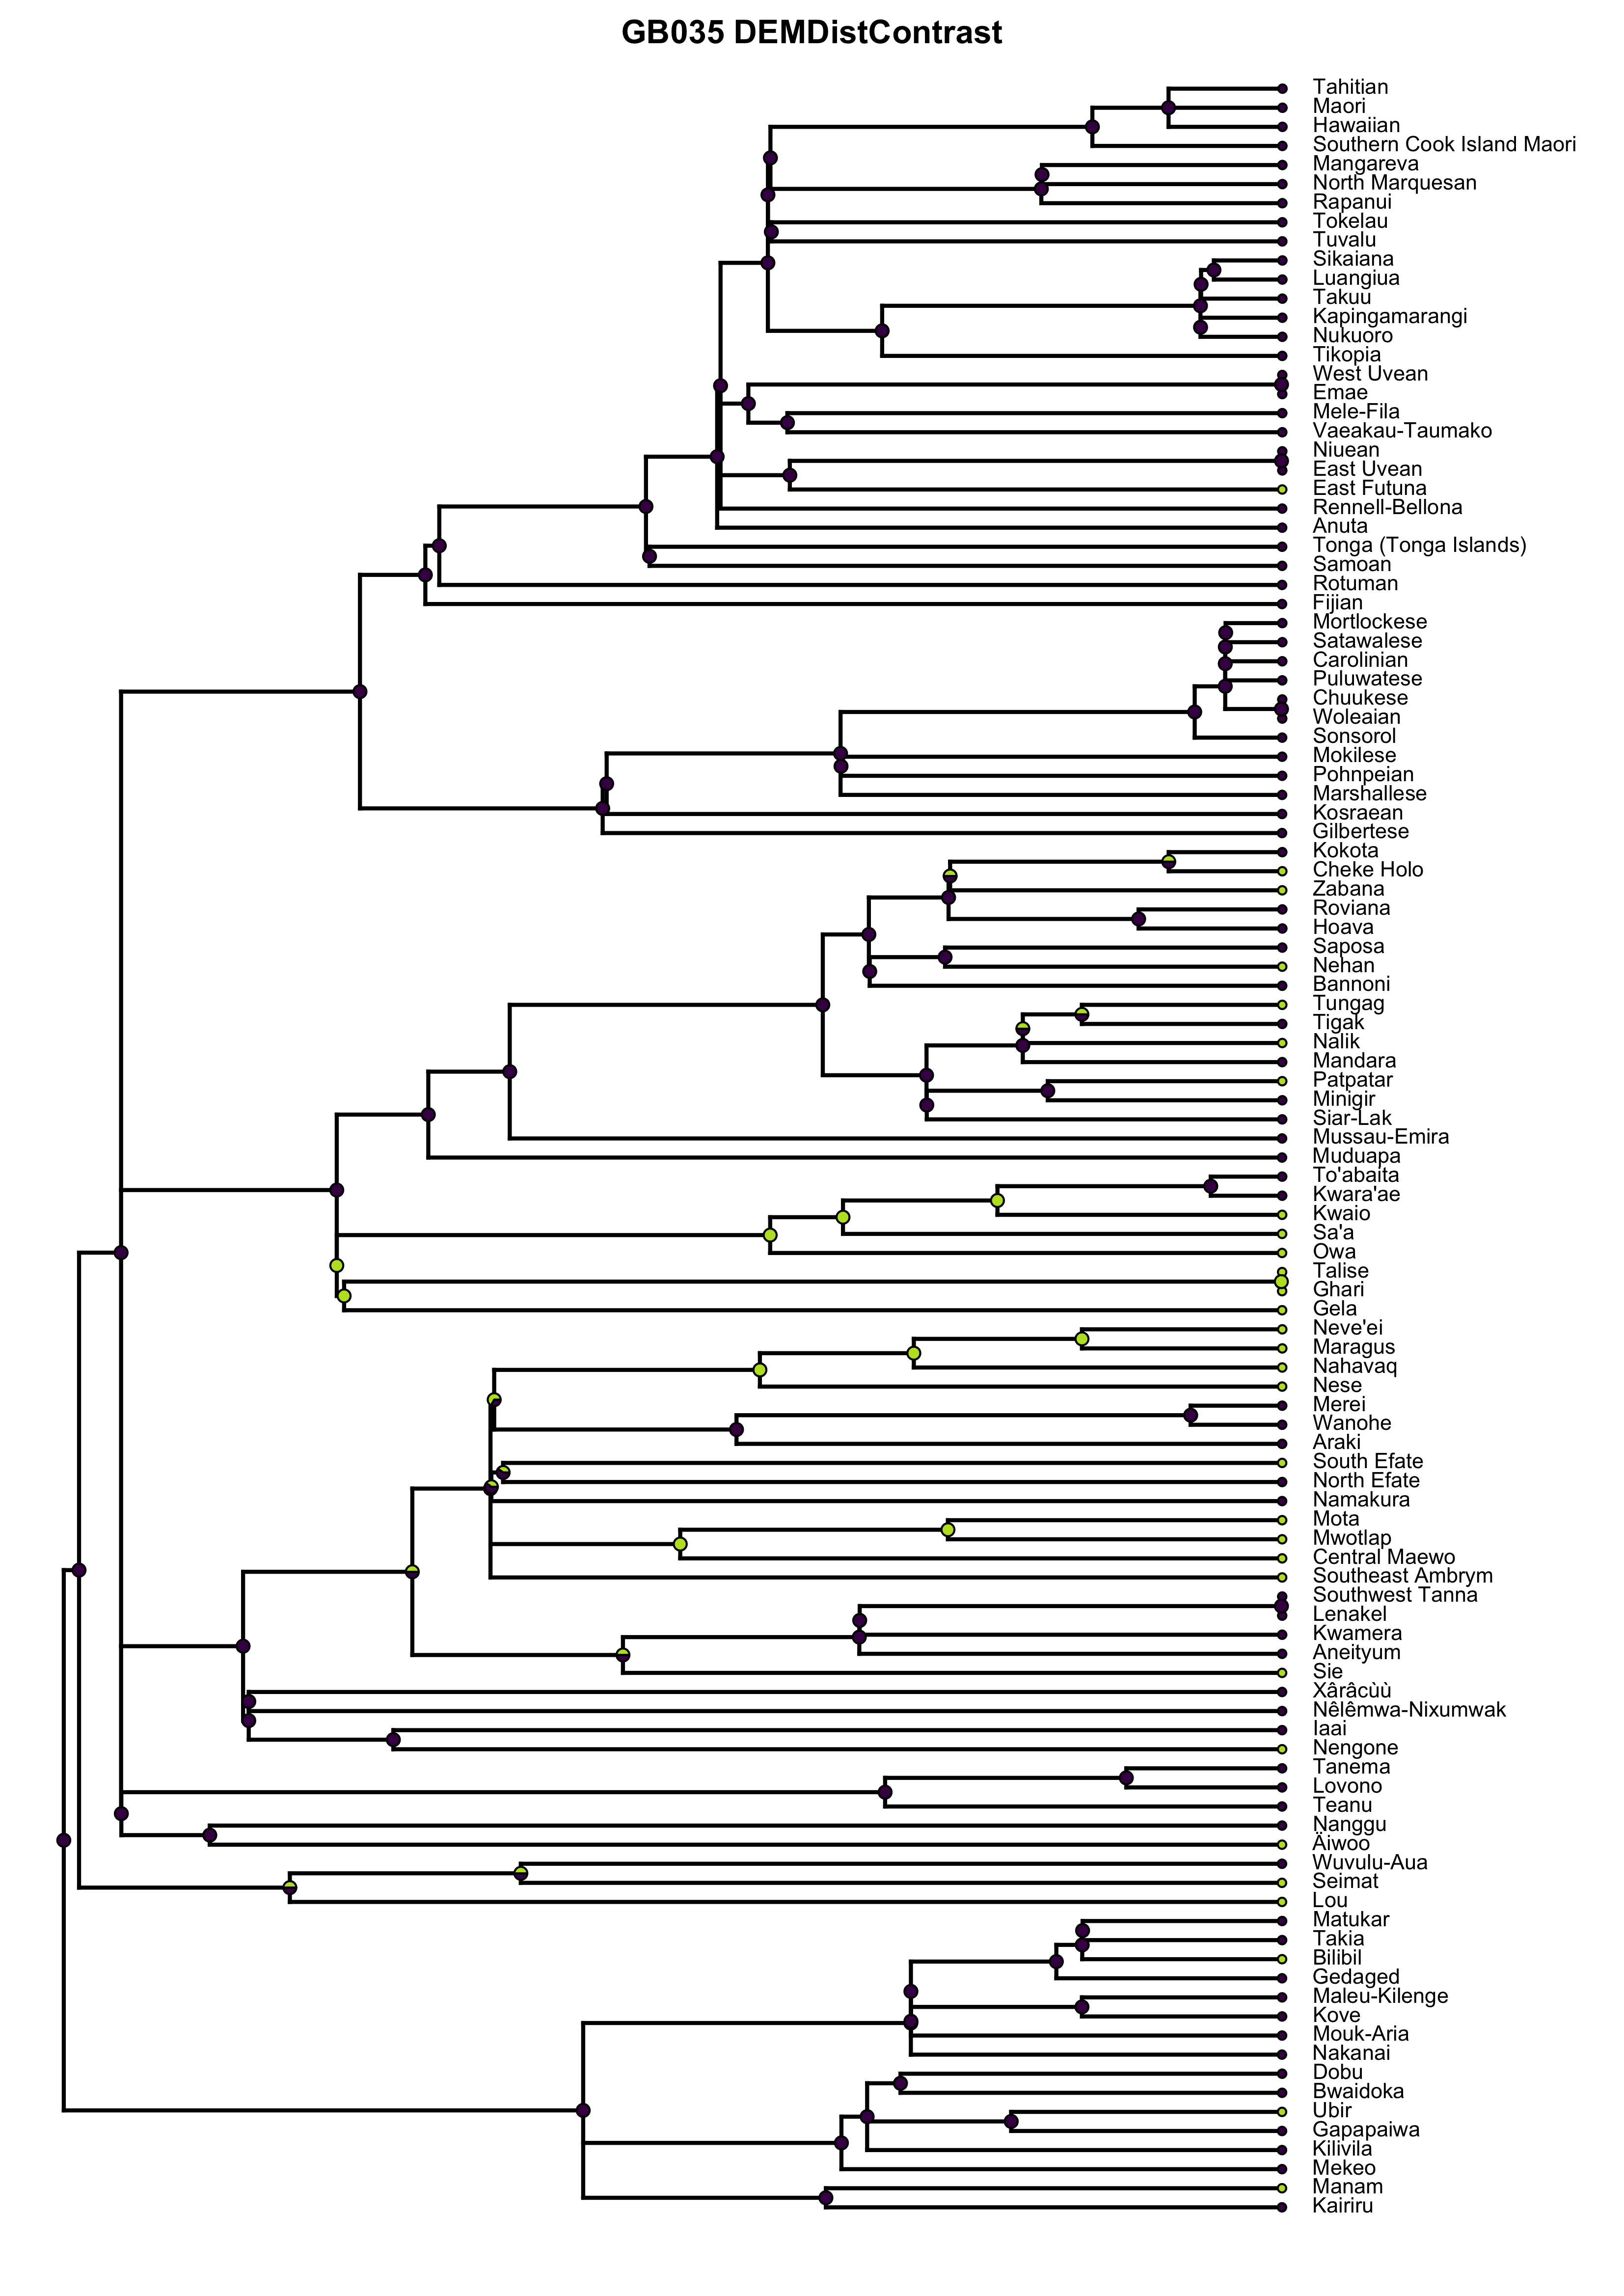 GB035 DEMDistContrast
Tahitian
Maori
Hawaiian
Southern Cook Island Maori
Mangareva
North Marquesan
Rapanui
Tokelau
Tuvalu
Sikaiana
Luangiua
Takuu
Kapingamarangi
Nukuoro
Tikopia
West Uvean
Emae
Mele-Fila
Vaeakau-Taumako
Niuean
East Uvean
East Futuna
Rennell-Bellona
Anuta
Tonga (Tonga Islands)
Samoan
Rotuman
Fijian
Mortlockese
Satawalese
Carolinian
Puluwatese
Chuukese
Woleaian
Sonsorol
Mokilese
Pohnpeian
Marshallese
Kosraean
Gilbertese
Kokota
Cheke Holo
Zabana
Roviana
Hoava
Saposa
Nehan
Bannoni
Tungag
Tigak
Nalik
Mandara
Patpatar
Minigir
Siar-Lak
Mussau-Emira
Muduapa
To'abaita
Kwara'ae
Kwaio
Sa'a
Owa
Talise
Ghari
Gela
Neve'ei
Maragus
Nahavaq
Nese
Merei
Wanohe
Araki
South Efate
North Efate
Namakura
Mota
Mwotlap
Central Maewo
Southeast Ambrym
Southwest Tanna
Lenakel
Kwamera
Aneityum
Sie
Xârâcùù
Nêlêmwa-Nixumwak
Iaai
Nengone
Tanema
Lovono
Teanu
Nanggu
Äiwoo
Wuvulu-Aua
Seimat
Lou
Matukar
Takia
Bilibil
Gedaged
Maleu-Kilenge
Kove
Mouk-Aria
Nakanai
Dobu
Bwaidoka
Ubir
Gapapaiwa
Kilivila
Mekeo
Manam
Kairiru